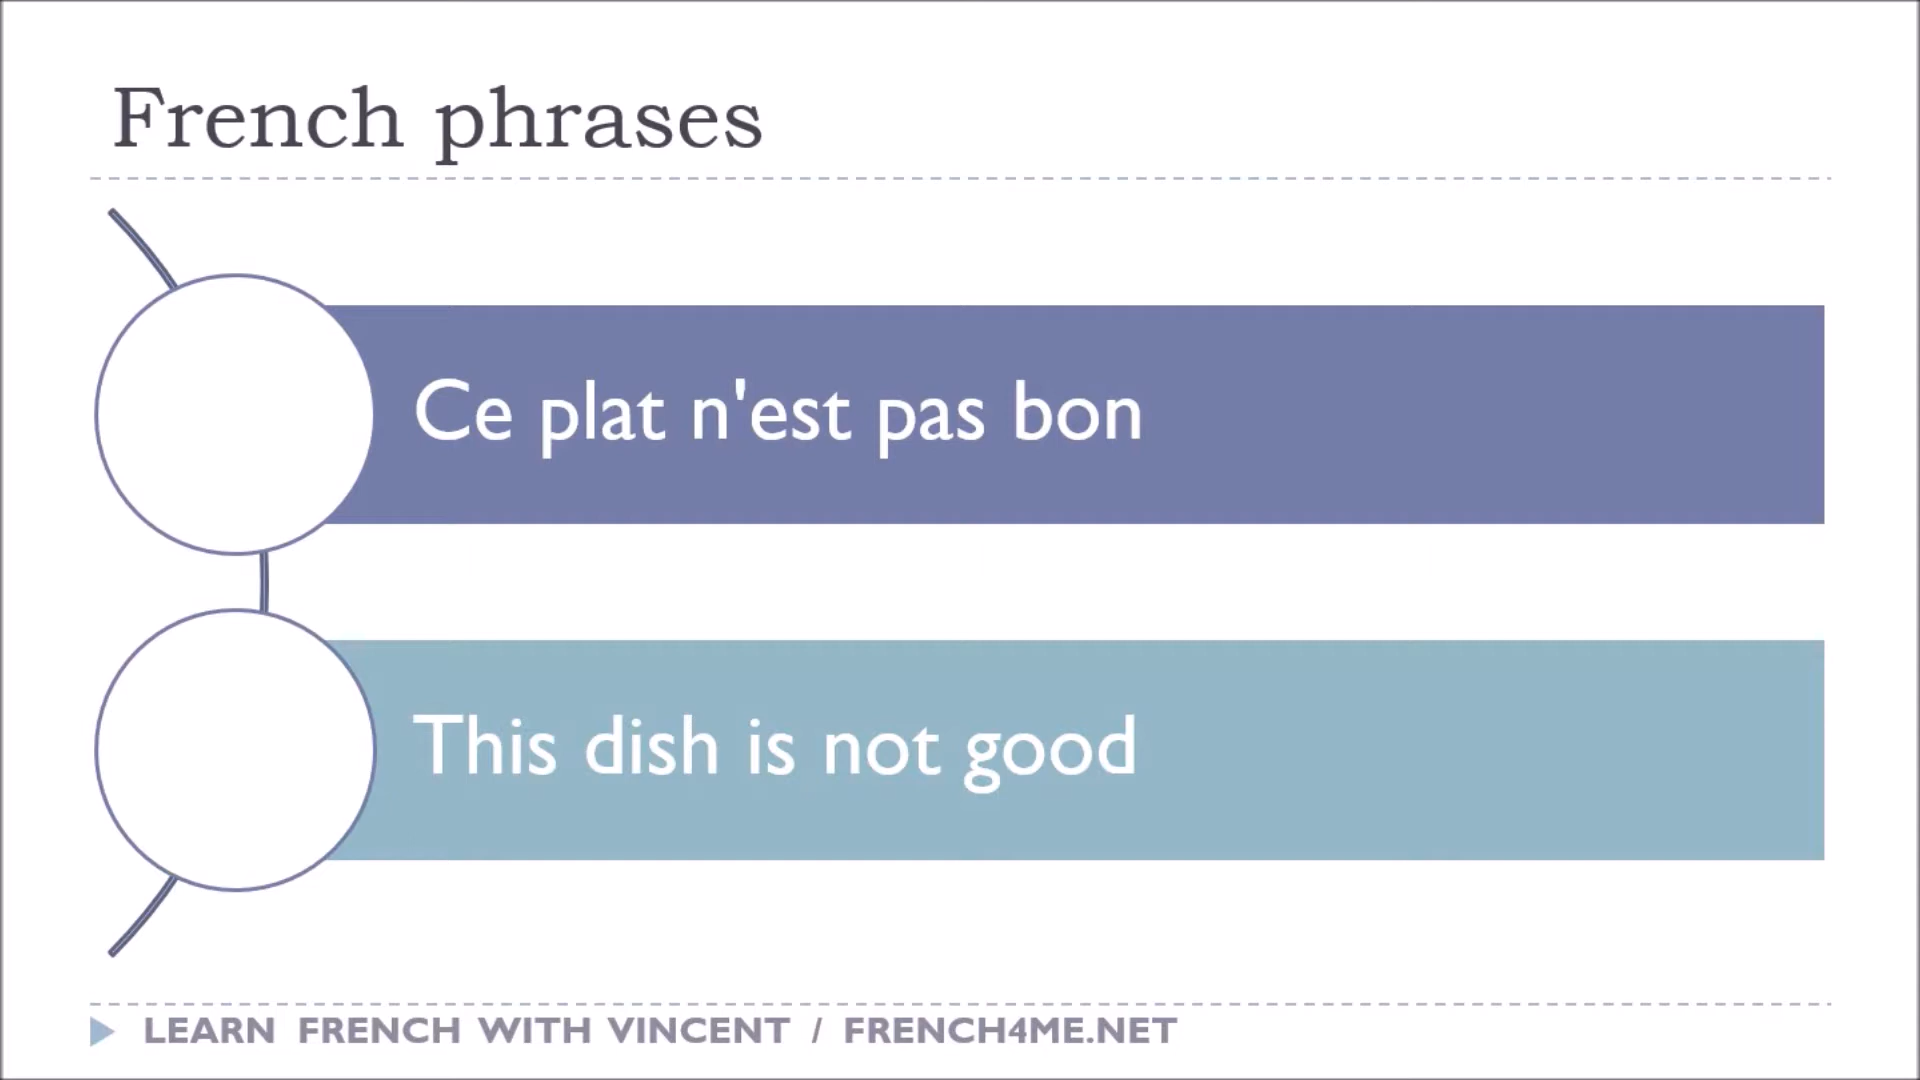 French phrases
Ce plat n'est pas bon
This dish is not good
LEARN FRENCH WITH VINCENT / FRENCH4ME.NET